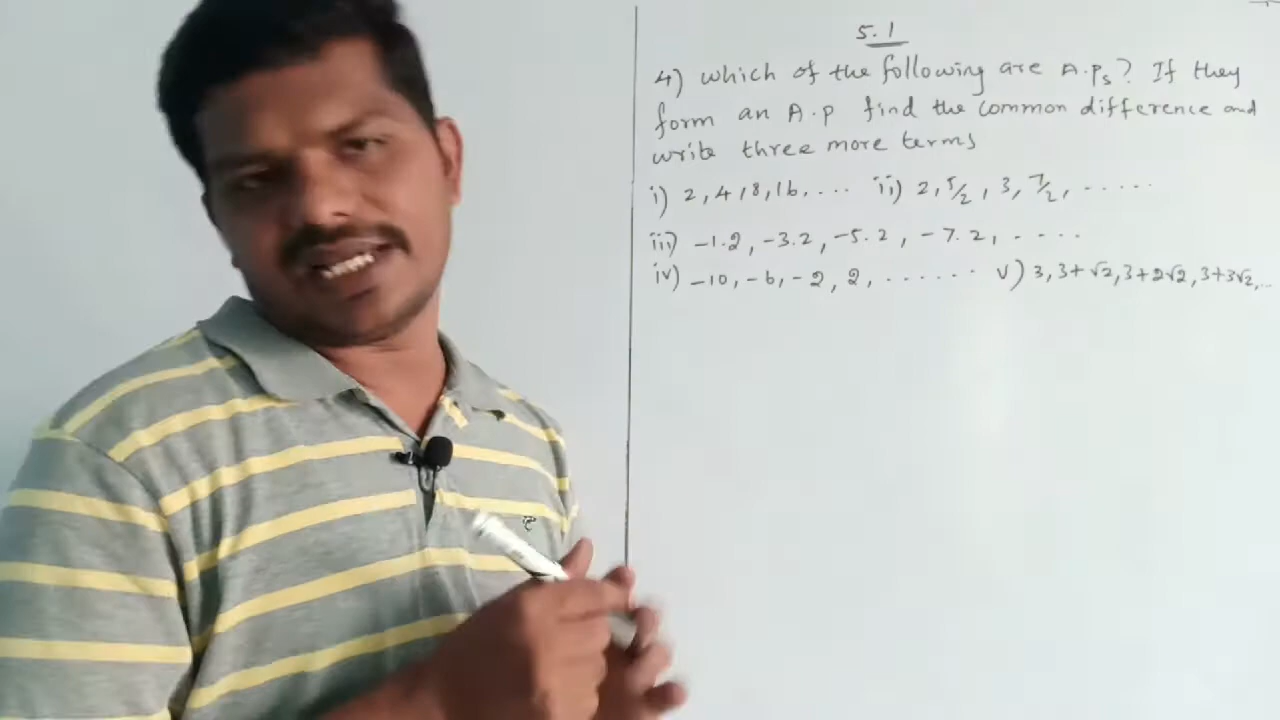 5.1
4) which of the following are A.Ps? If they
form an A.P find the common difference and
write three more terms
i) 2, 4, 8, 16, .... ii) 2, 5/2, 3, 7/2, ......
iii) -1.2, -3.2, -5.2, -7.2, ....
iv) -10, -6, -2, 2, ....... v) 3, 3+√2, 3+2√2, 3+3√2, ...